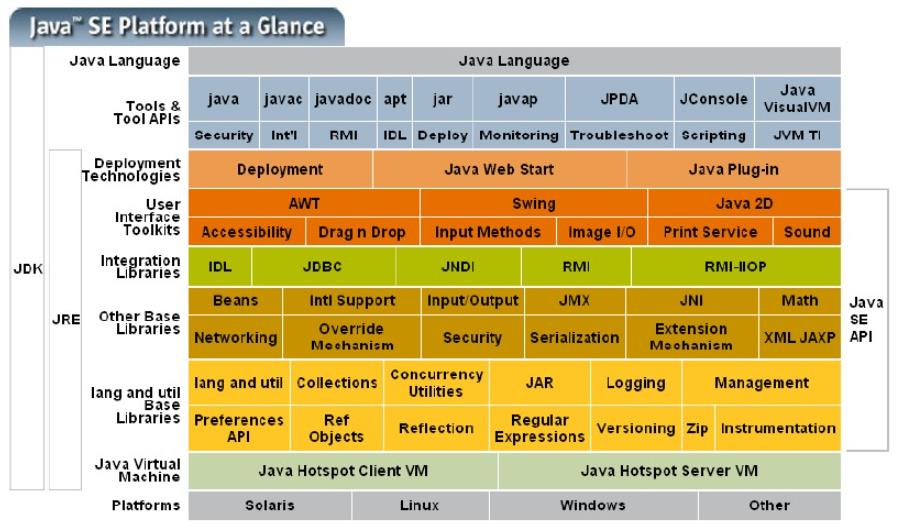 Java™ SE Platform at a Glance
Java Language
Java Language
Tools &
Tool APIs
java javac javadoc apt jar javap JPDA JConsole Java VisualVM
Security Int'l RMI IDL Deploy Monitoring Troubleshoot Scripting JVM TI
Deployment
Technologies
Deployment Java Web Start Java Plug-in
User
Interface
Toolkits
AWT Swing Java 2D
Accessibility Drag n Drop Input Methods Image I/O Print Service Sound
Integration
Libraries
IDL JDBC JNDI RMI RMI-IIOP
Other Base
Libraries
Beans Intl Support Input/Output JMX JNI Math
Networking Override Mechanism Security Serialization Extension Mechanism XML JAXP
lang and util
Base
Libraries
lang and util Collections Concurrency Utilities JAR Logging Management
Preferences API Ref Objects Reflection Regular Expressions Versioning Zip Instrumentation
Java Virtual
Machine
Java Hotspot Client VM Java Hotspot Server VM
Platforms
Solaris Linux Windows Other
JDK
JRE
Java
SE
API